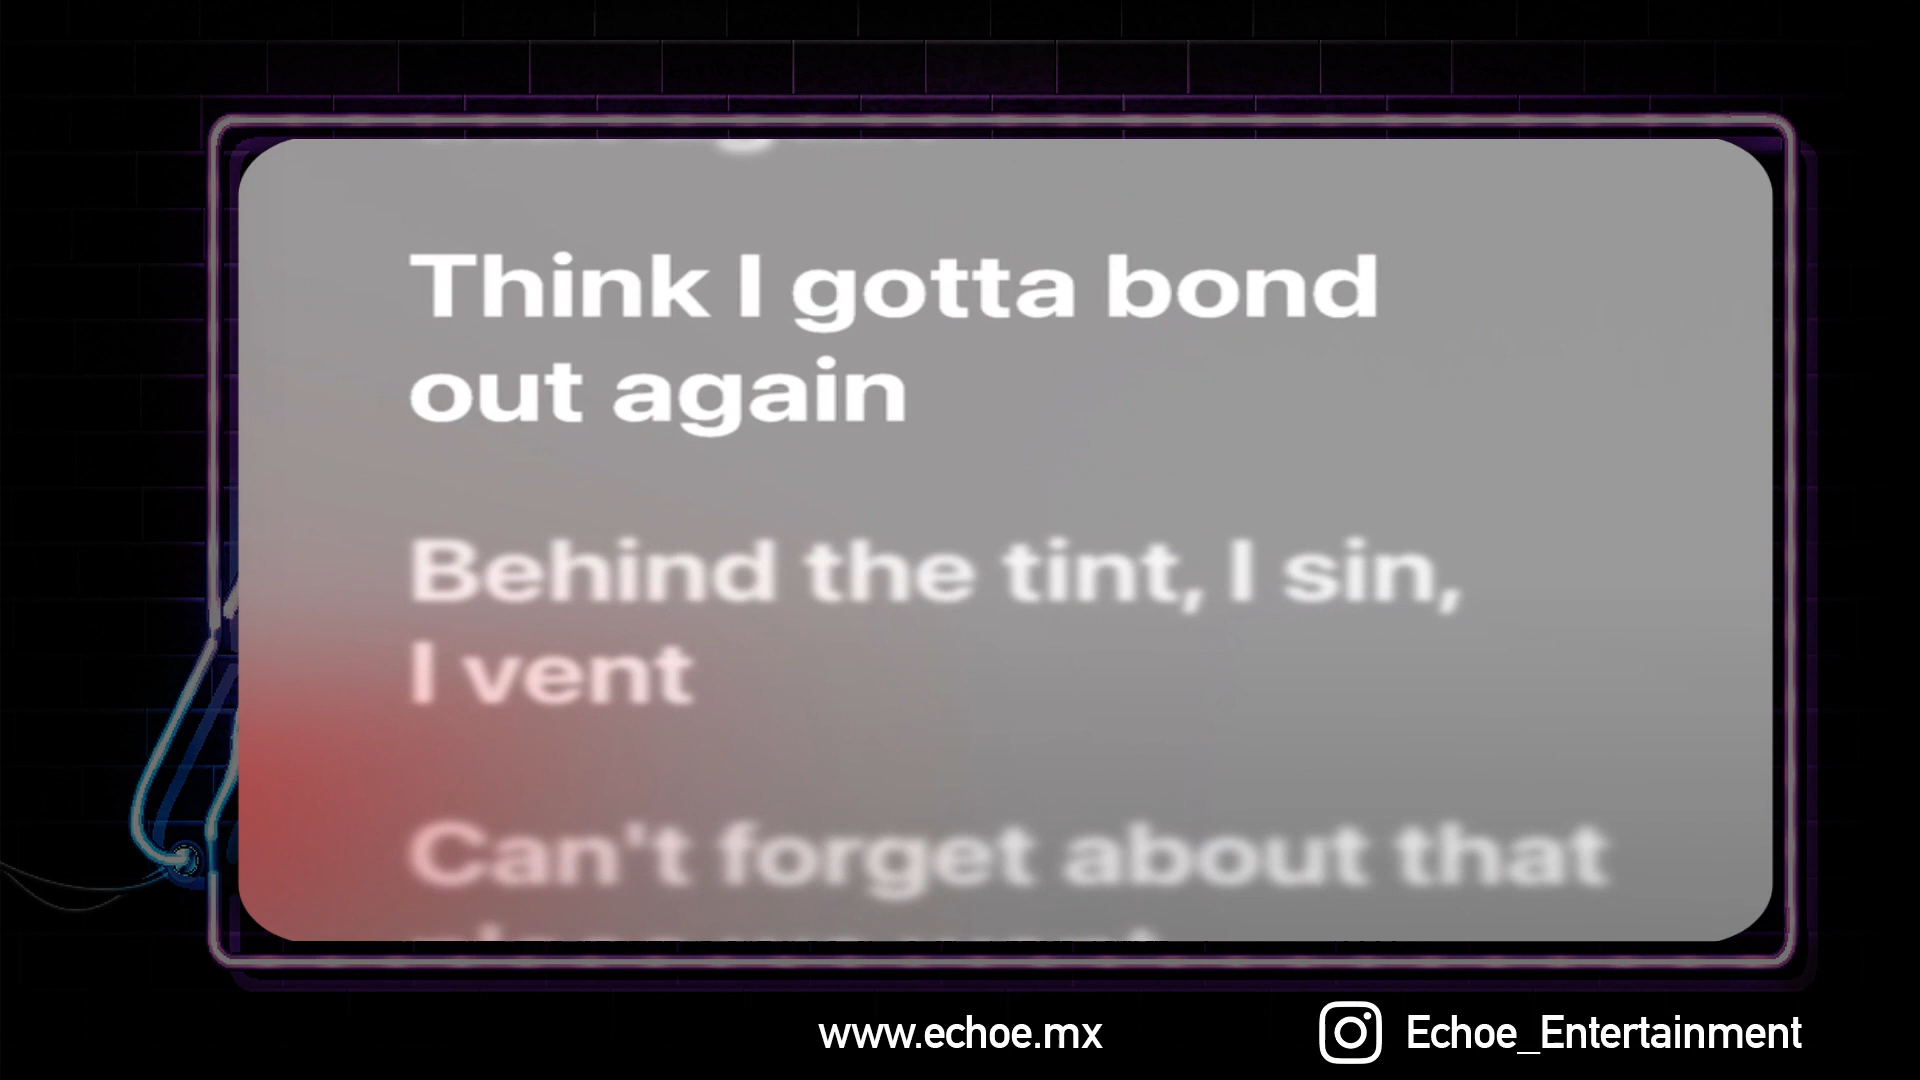 Think I gotta bond
out again
Behind the tint, I sin,
I vent
Can't forget about that
www.echoe.mx
Echoe_Entertainment